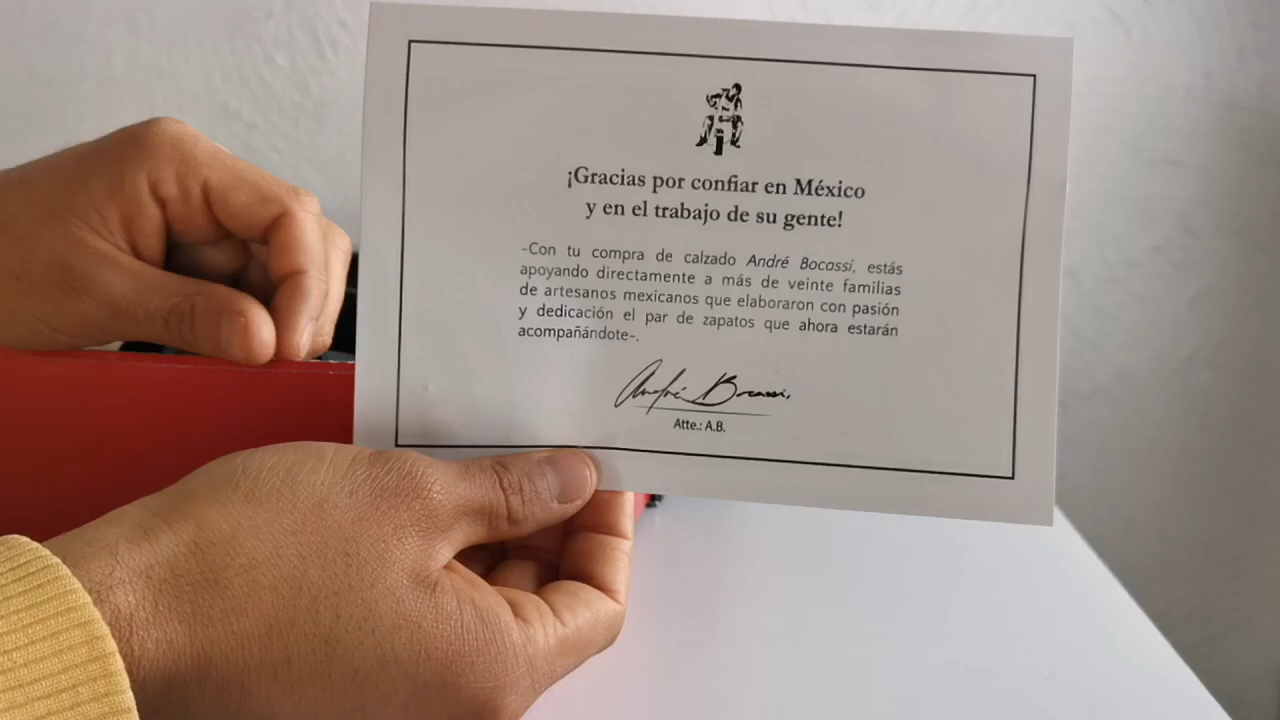 ¡Gracias por confiar en México
y en el trabajo de su gente!
-Con tu compra de calzado André Bocassi, estás
apoyando directamente a más de veinte familias
de artesanos mexicanos que elaboraron con pasión
y dedicación el par de zapatos que ahora estarán
acompañándote-.
André Bocassi,
Atte.: A.B.